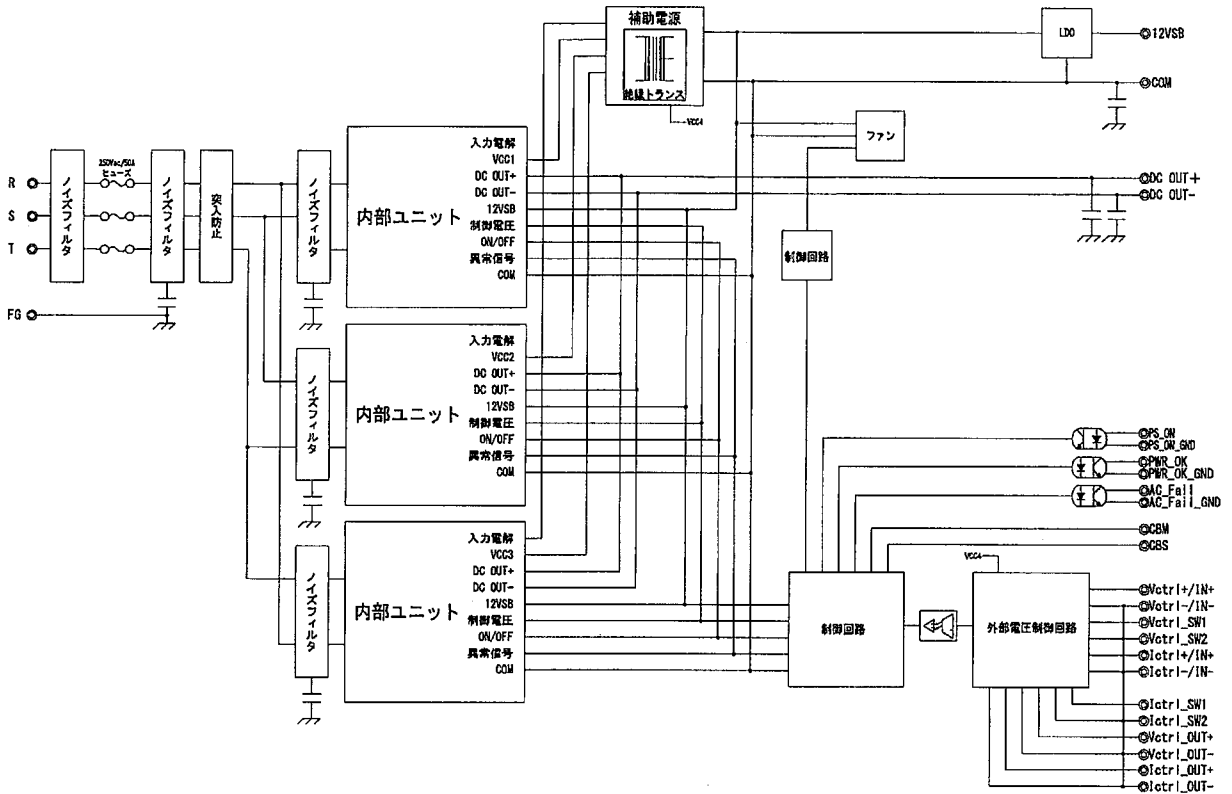 補助電源
絶縁トランス
VCC4
LDO
12VSB
COM
ファン
DC OUT+
DC OUT-
制御回路
R
S
T
FG
ノイズフィルタ
250Vac/50A
ヒューズ
ノイズフィルタ
突入防止
ノイズフィルタ
内部ユニット
入力電解
VCC1
DC OUT+
DC OUT-
12VSB
制御電圧
ON/OFF
異常信号
COM
ノイズフィルタ
内部ユニット
入力電解
VCC2
DC OUT+
DC OUT-
12VSB
制御電圧
ON/OFF
異常信号
COM
ノイズフィルタ
内部ユニット
入力電解
VCC3
DC OUT+
DC OUT-
12VSB
制御電圧
ON/OFF
異常信号
COM
PS_ON
PS_ON_GND
PWR_OK
PWR_OK_GND
AC_Fail
AC_Fail_GND
CBM
CBS
制御回路
VCC4
外部電圧制御回路
Vctrl+/IN+
Vctrl-/IN-
Vctrl_SW1
Vctrl_SW2
Ictrl+/IN+
Ictrl-/IN-
Ictrl_SW1
Ictrl_SW2
Vctrl_OUT+
Vctrl_OUT-
Ictrl_OUT+
Ictrl_OUT-